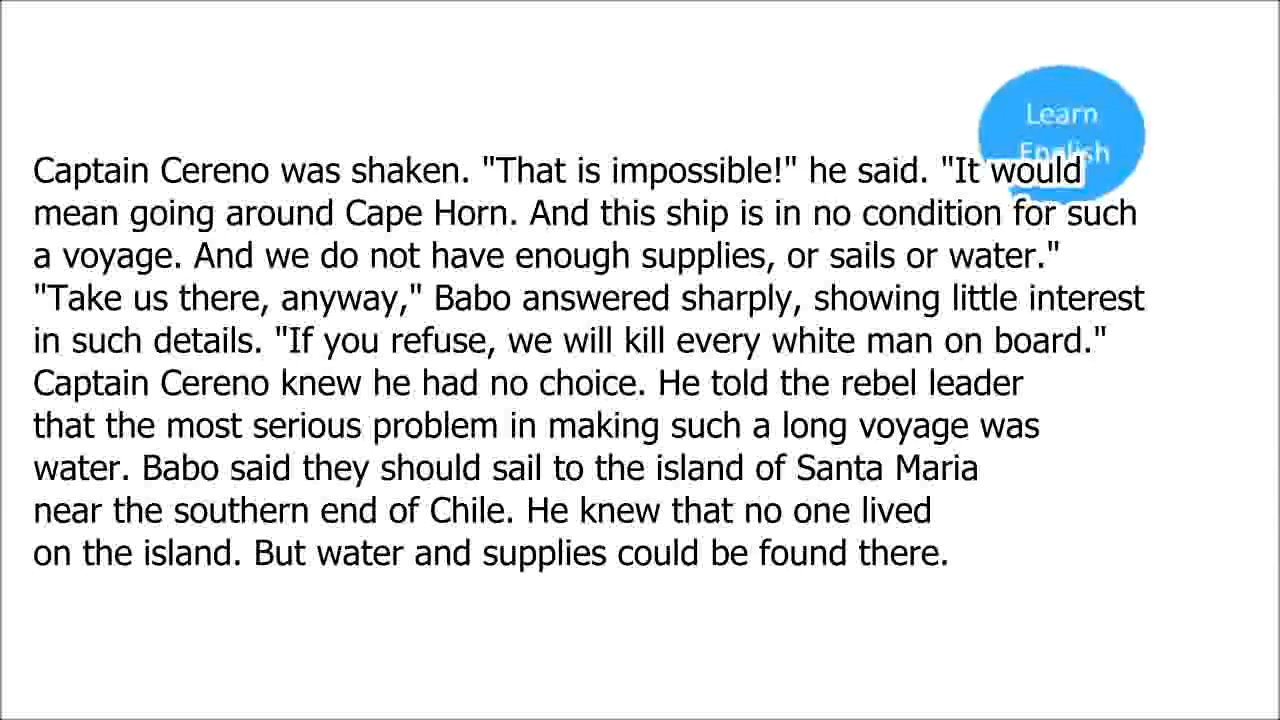 Learn
English
Captain Cereno was shaken. "That is impossible!" he said. "It would
mean going around Cape Horn. And this ship is in no condition for such
a voyage. And we do not have enough supplies, or sails or water."
"Take us there, anyway," Babo answered sharply, showing little interest
in such details. "If you refuse, we will kill every white man on board."
Captain Cereno knew he had no choice. He told the rebel leader
that the most serious problem in making such a long voyage was
water. Babo said they should sail to the island of Santa Maria
near the southern end of Chile. He knew that no one lived
on the island. But water and supplies could be found there.